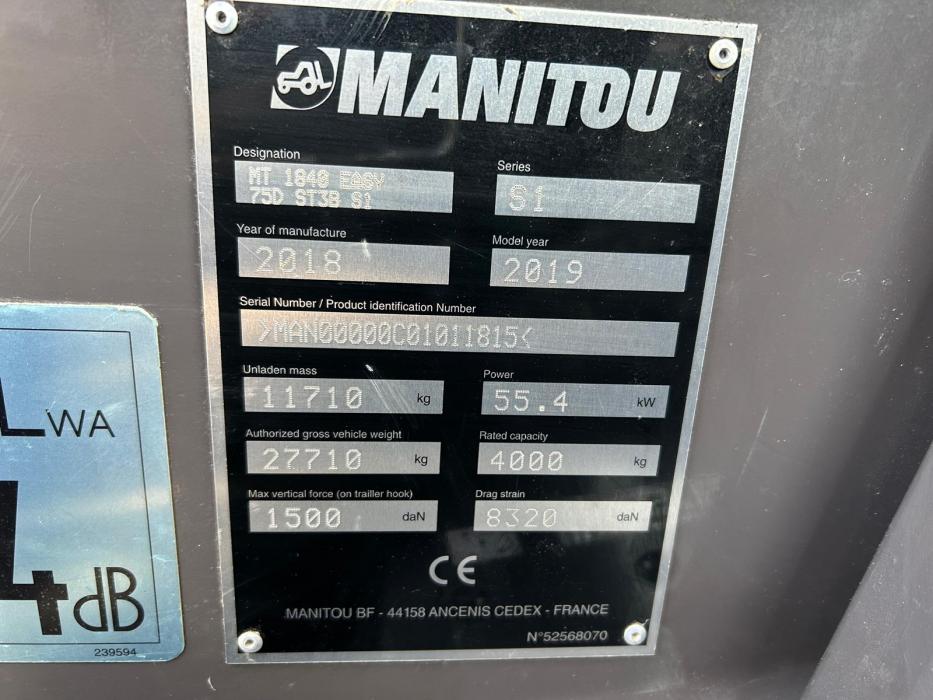 MANITOU
Designation
MT 1840 EASY
75D ST3B S1
Series
S1
Year of manufacture
2018
Model year
2019
Serial Number / Product identification Number
>MAN00000C01011815<
Unladen mass
11710 kg
Power
55.4 kW
Authorized gross vehicle weight
27710 kg
Rated capacity
4000 kg
Max vertical force (on trailler hook)
1500 daN
Drag strain
8320 daN
CE
MANITOU BF - 44158 ANCENIS CEDEX - FRANCE
N°52568070
WA
4 dB
239594